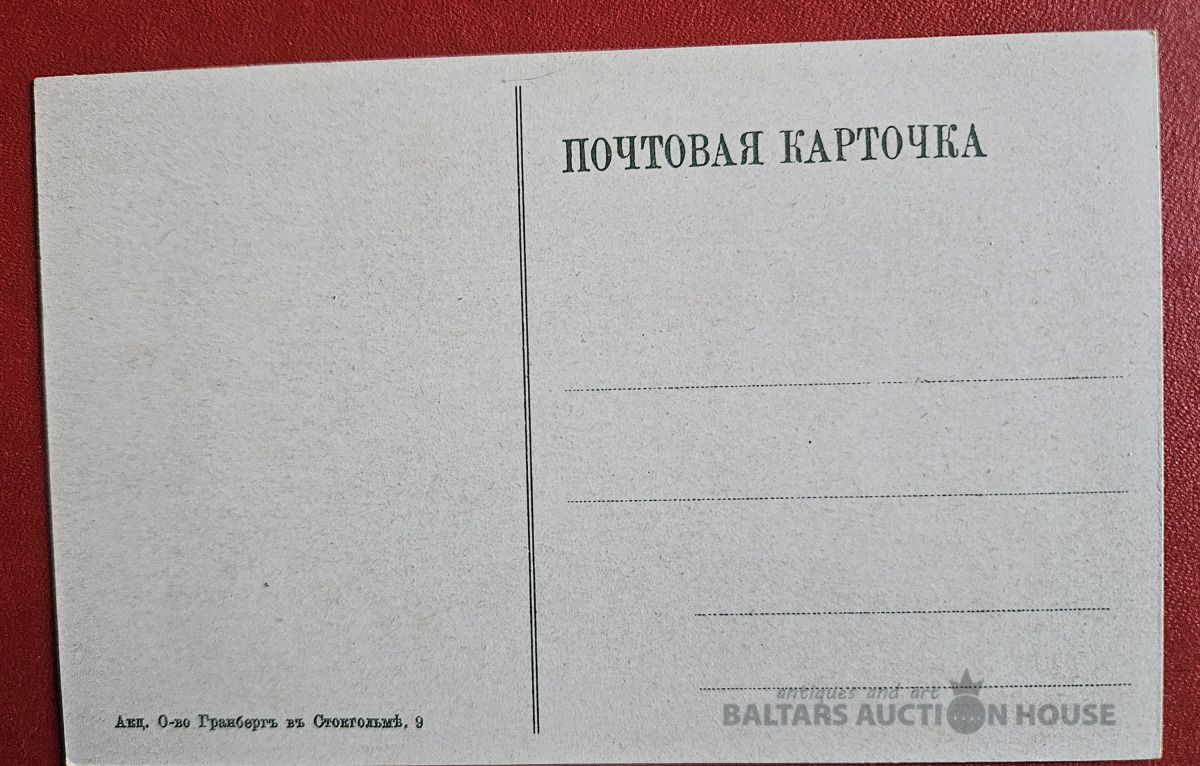 ПОЧТОВАЯ КАРТОЧКА
Акц. О-во Гранбергъ въ Стокгольмѣ, 9
antiques and art
BALTARS AUCTION HOUSE